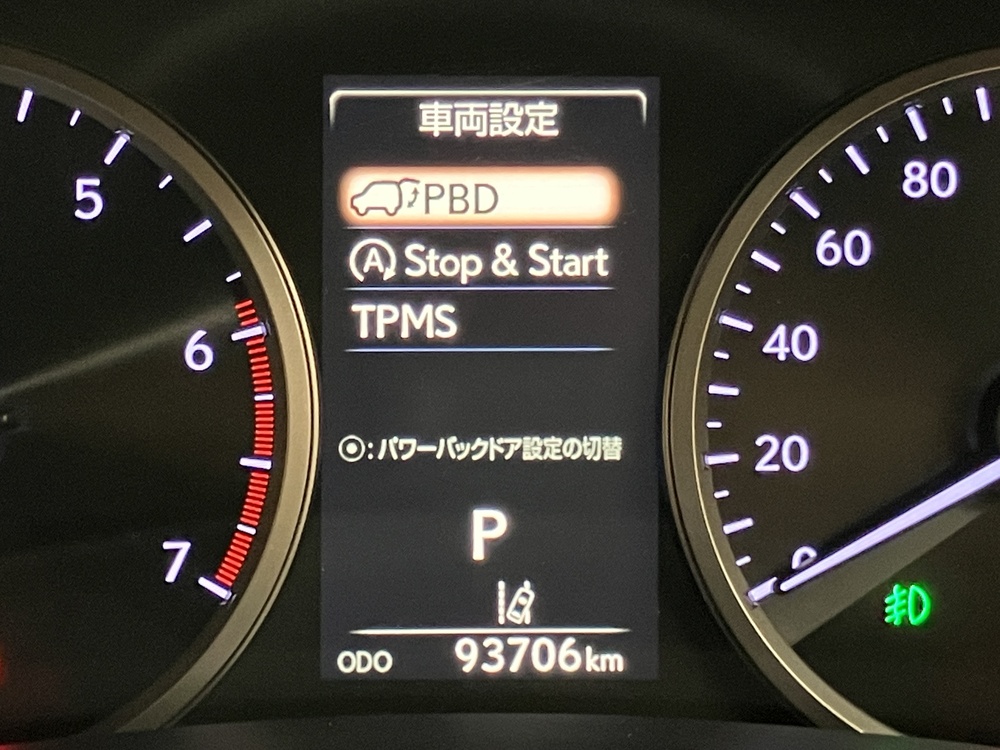 車両設定
PBD
A Stop & Start
TPMS
⦿:パワーバックドア設定の切替
P
ODO 93706km
5
6
7
80
60
40
20
0